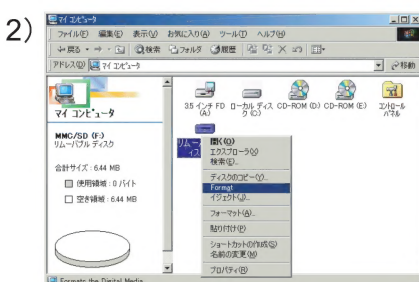 2)
マイ コンピュータ
ファイル(F) 編集(E) 表示(V) お気に入り(A) ツール(T) ヘルプ(H)
戻る 検索 フォルダ 履歴
アドレス(D) マイ コンピュータ 移動
マイ コンピュータ
MMC/SD (F:)
リムーバブル ディスク
合計サイズ : 6.44 MB
使用領域 : 0 バイト
空き領域 : 6.44 MB
3.5 インチ FD (A) ローカル ディスク (C) CD-ROM (D) CD-ROM (E) コントロール パネル
開く(O)
エクスプローラ(X)
検索(E)...
ディスクのコピー(Y)...
Format
イジェクト(J)...
フォーマット(A)...
貼り付け(P)
ショートカットの作成(S)
名前の変更(M)
プロパティ(R)
Formats the Digital Media